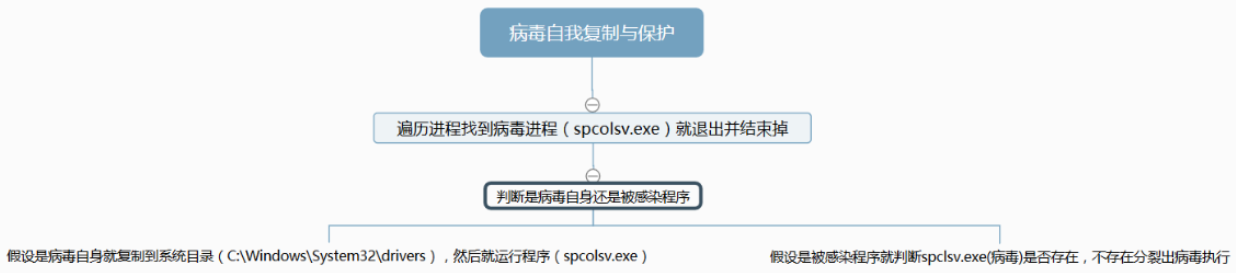 病毒自我复制与保护
遍历进程找到病毒进程（spcolsv.exe）就退出并结束掉
判断是病毒自身还是被感染程序
假设是病毒自身就复制到系统目录（C:\Windows\System32\drivers），然后就运行程序（spcolsv.exe）
假设是被感染程序就判断spclsv.exe(病毒)是否存在，不存在分裂出病毒执行